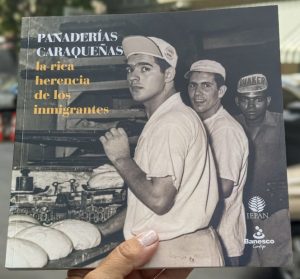 PANADERÍAS
CARAQUEÑAS
la rica
herencia
de los
inmigrantes
IEPAN
Banesco